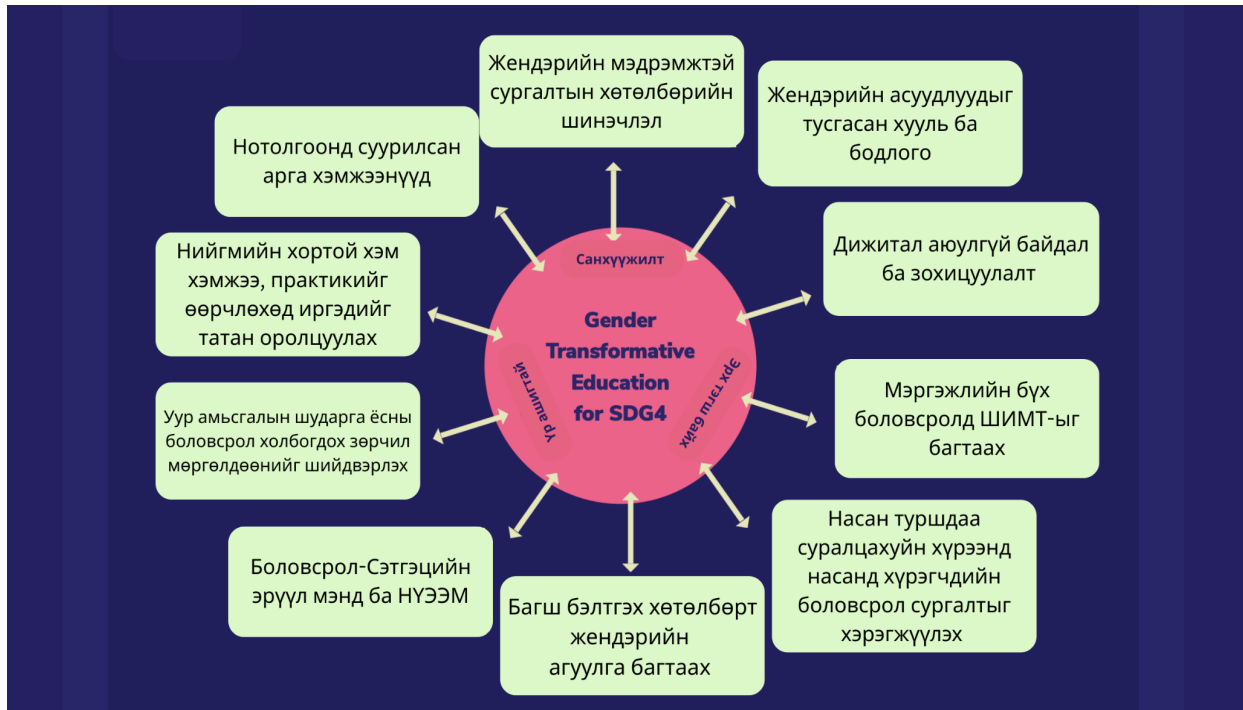 Жендэрийн мэдрэмжтэй
сургалтын хөтөлбөрийн
шинэчлэл
Жендэрийн асуудлуудыг
тусгасан хууль ба
бодлого
Нотолгоонд суурилсан
арга хэмжээнүүд
Дижитал аюулгүй байдал
ба зохицуулалт
Нийгмийн хортой хэм
хэмжээ, практикийг
өөрчлөхөд иргэдийг
татан оролцуулах
Санхүүжилт
Gender
Transformative
Education
for SDG4
Үр ашигтай
Эрх тэгш байх
Мэргэжлийн бүх
боловсролд ШИМТ-ыг
багтаах
Уур амьсгалын шударга ёсны
боловсрол холбогдох зөрчил
мөргөлдөөнийг шийдвэрлэх
Насан туршдаа
суралцахуйн хүрээнд
насанд хүрэгчдийн
боловсрол сургалтыг
хэрэгжүүлэх
Боловсрол-Сэтгэцийн
эрүүл мэнд ба НҮЭЭМ
Багш бэлтгэх хөтөлбөрт
жендэрийн
агуулга багтаах